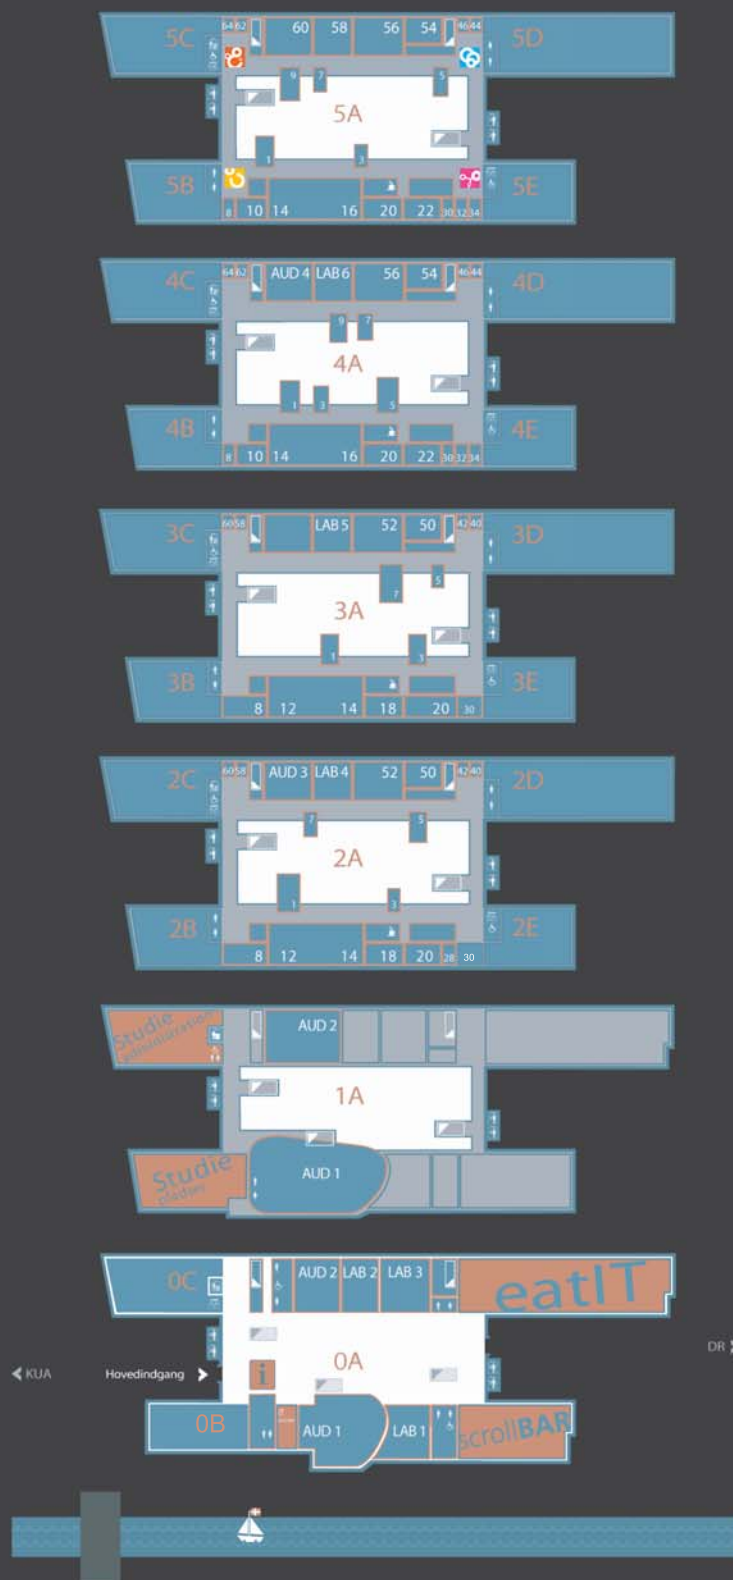 5C 64 62 60 58 56 54 46 44 5D
9 7 5
5A
1 3
5B 5E
8 10 14 16 20 22 30 32 34
4C 64 62 AUD 4 LAB 6 56 54 46 44 4D
9 7
4A
1 3 5
4B 4E
8 10 14 16 20 22 30 32 34
3C 60 58 LAB 5 52 50 42 40 3D
7 5
3A
1 3
3B 3E
8 12 14 18 20 30
2C 60 58 AUD 3 LAB 4 52 50 42 40 2D
7 5
2A
1 3
2B 2E
8 12 14 18 20 28 30
Studie
administration
AUD 2
1A
Studie
pladser
AUD 1
0C AUD 2 LAB 2 LAB 3 eatIT
DR
0A
i
KUA Hovedindgang
0B AUD 1 LAB 1 scrollBAR